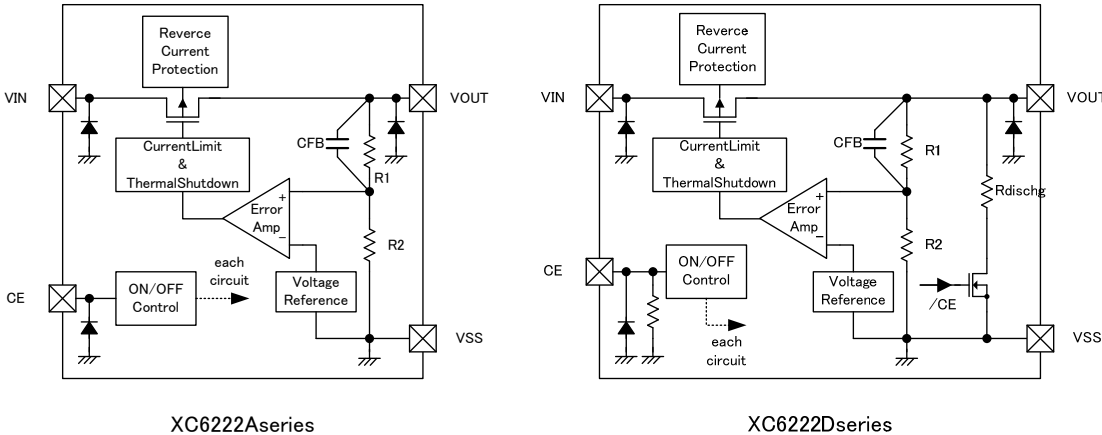 Reverce
Current
Protection
VIN
VOUT
CurrentLimit
&
ThermalShutdown
CFB
R1
+
Error
Amp
−
R2
each
circuit
CE
ON/OFF
Control
Voltage
Reference
VSS
XC6222Aseries
Reverce
Current
Protection
VIN
VOUT
CurrentLimit
&
ThermalShutdown
CFB
R1
Rdischg
+
Error
Amp
−
R2
CE
ON/OFF
Control
Voltage
Reference
/CE
each
circuit
VSS
XC6222Dseries